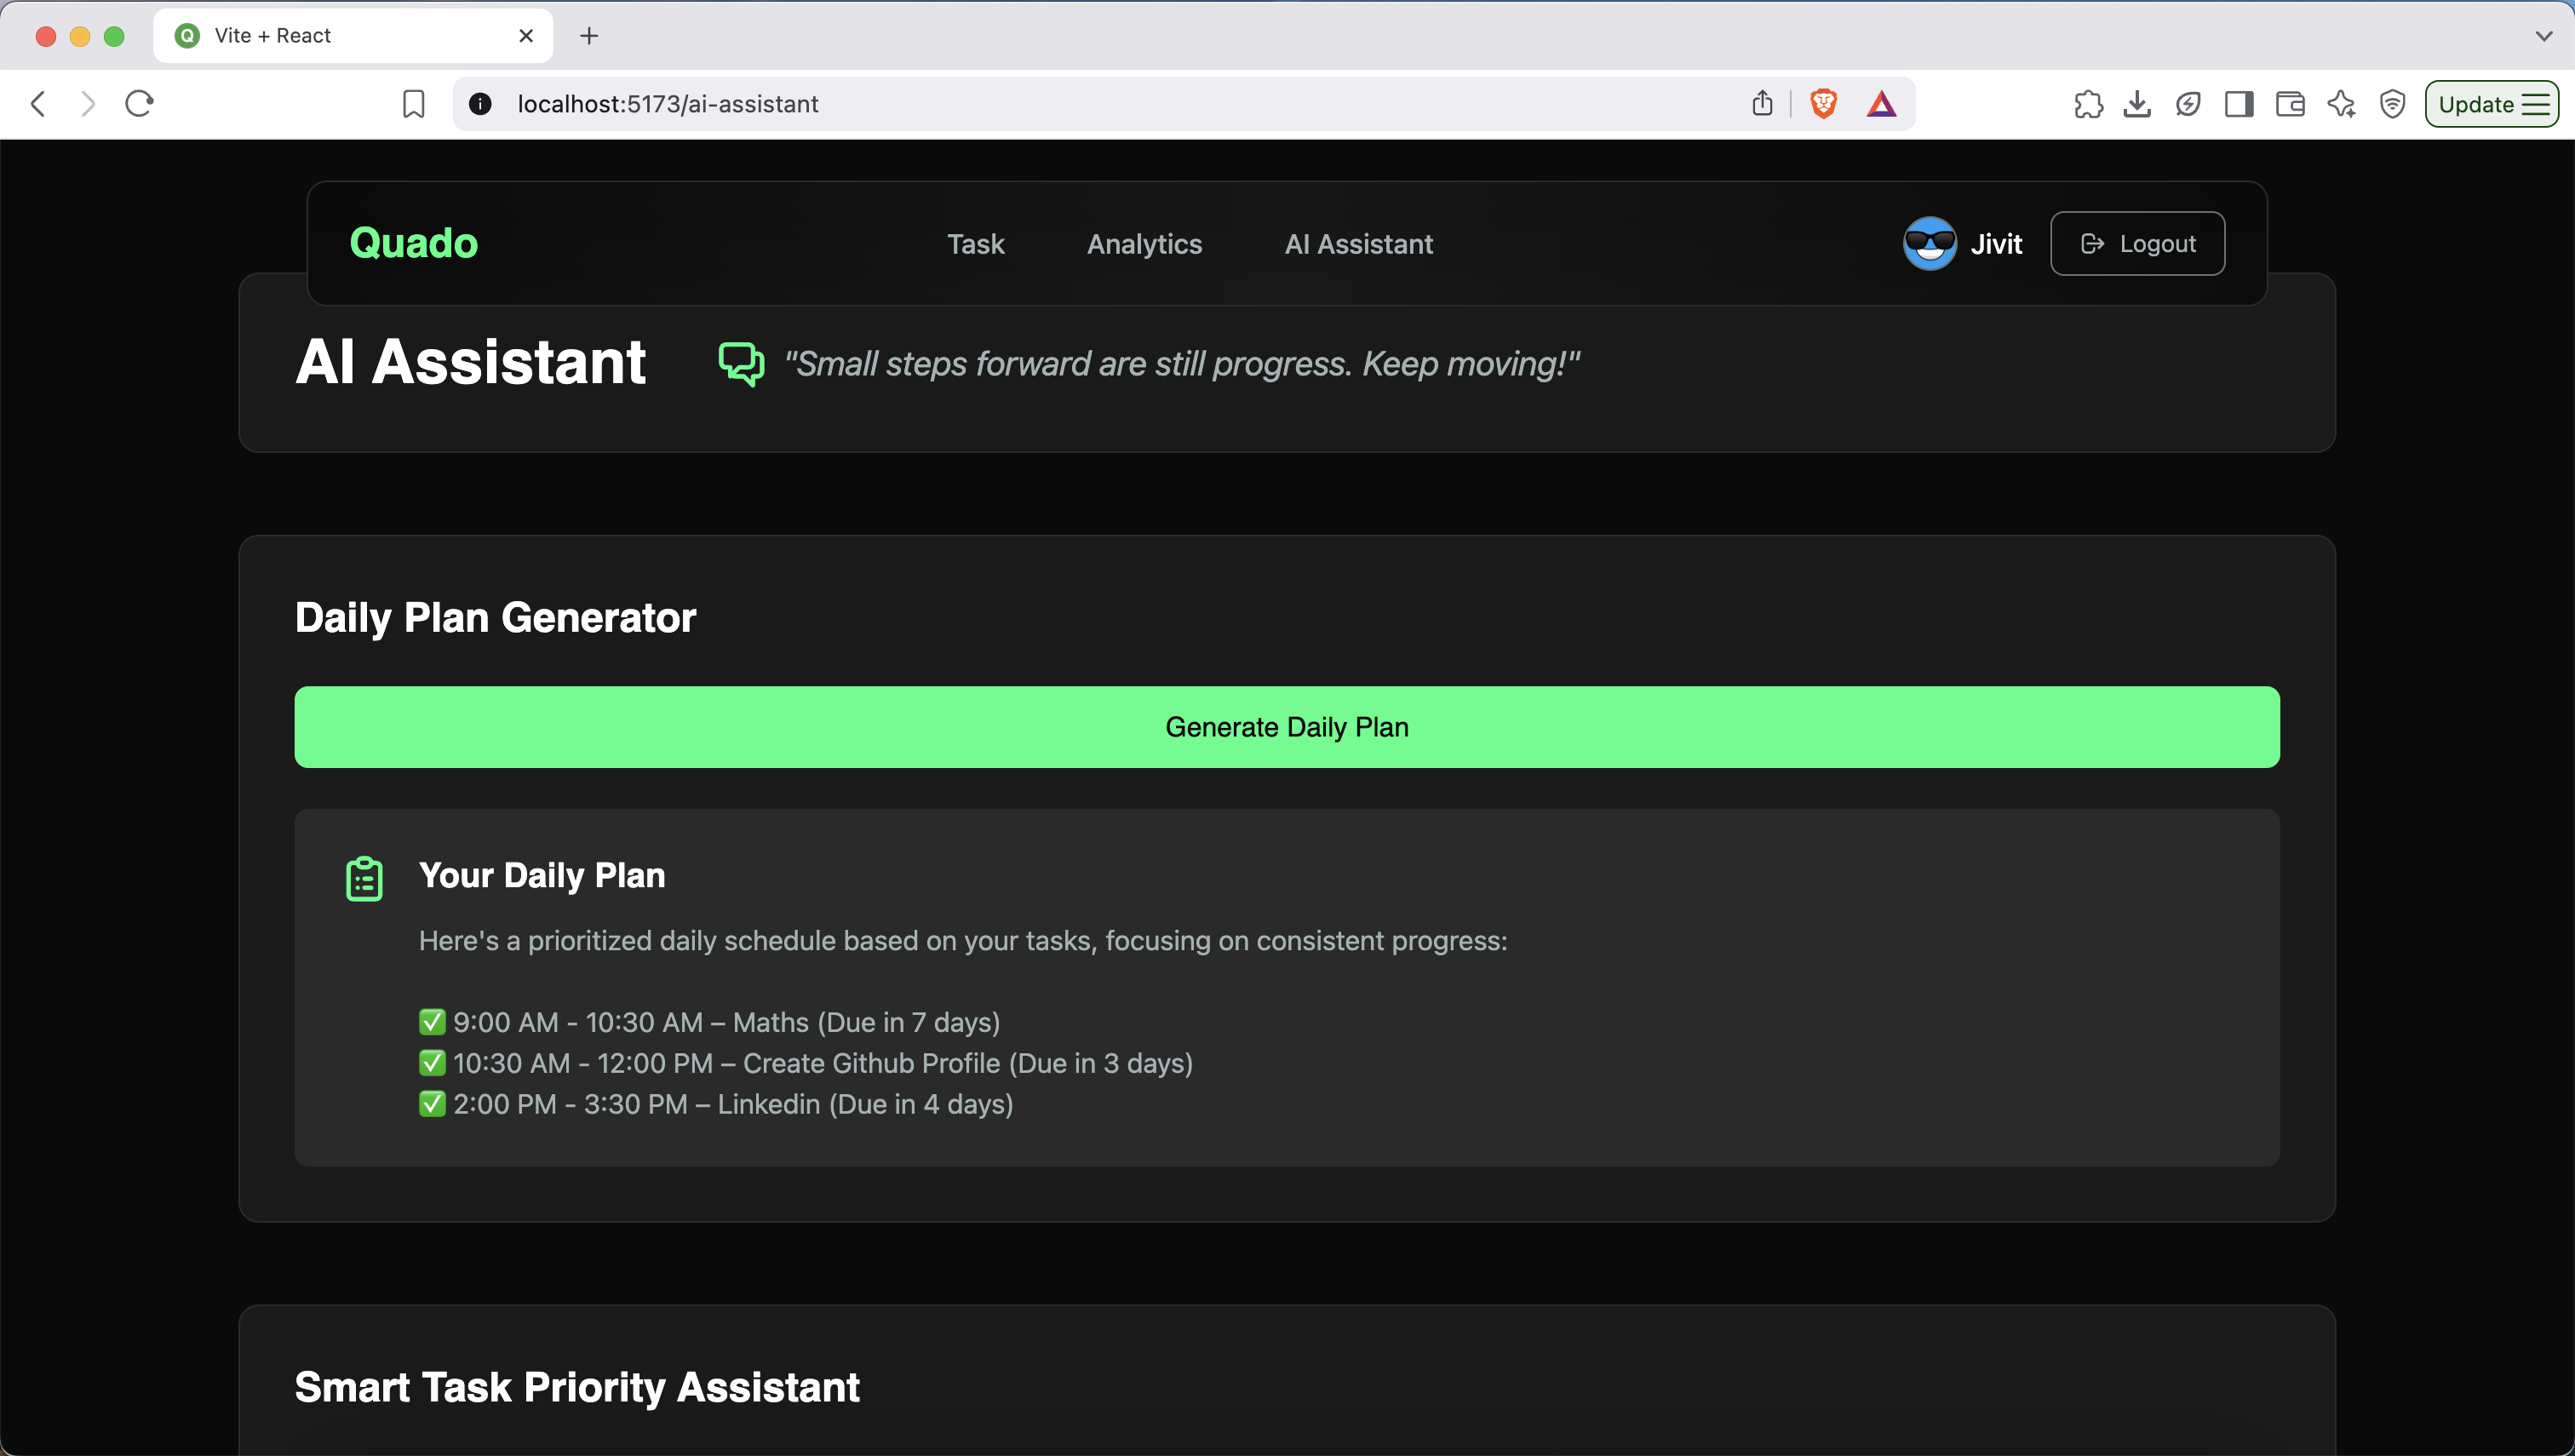 Vite + React
localhost:5173/ai-assistant
Update
Quado
Task
Analytics
AI Assistant
Jivit
Logout
AI Assistant
"Small steps forward are still progress. Keep moving!"
Daily Plan Generator
Generate Daily Plan
Your Daily Plan
Here's a prioritized daily schedule based on your tasks, focusing on consistent progress:
✅ 9:00 AM - 10:30 AM – Maths (Due in 7 days)
✅ 10:30 AM - 12:00 PM – Create Github Profile (Due in 3 days)
✅ 2:00 PM - 3:30 PM – Linkedin (Due in 4 days)
Smart Task Priority Assistant